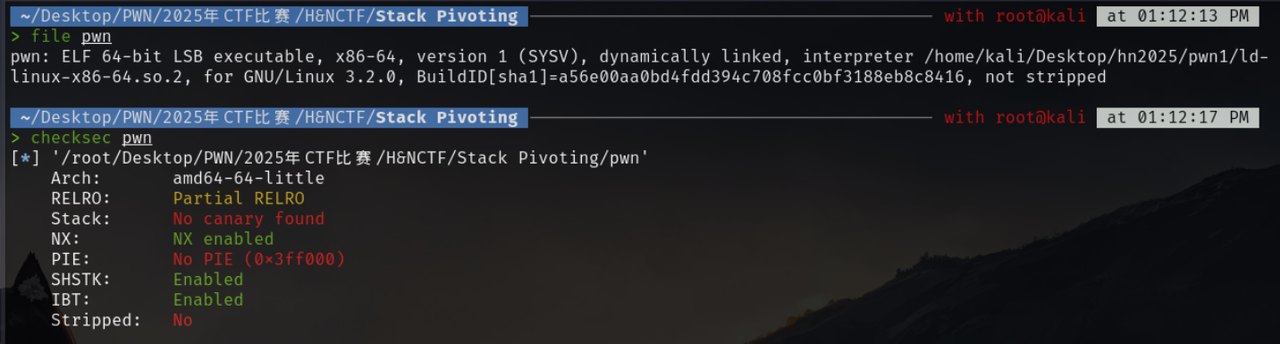 ~/Desktop/PWN/2025年CTF比赛/H&NCTF/Stack Pivoting with root@kali at 01:12:13 PM
> file pwn
pwn: ELF 64-bit LSB executable, x86-64, version 1 (SYSV), dynamically linked, interpreter /home/kali/Desktop/hn2025/pwn1/ld-
linux-x86-64.so.2, for GNU/Linux 3.2.0, BuildID[sha1]=a56e00aa0bd4fdd394c708fcc0bf3188eb8c8416, not stripped
~/Desktop/PWN/2025年CTF比赛/H&NCTF/Stack Pivoting with root@kali at 01:12:17 PM
> checksec pwn
[*] '/root/Desktop/PWN/2025年CTF比赛/H&NCTF/Stack Pivoting/pwn'
Arch: amd64-64-little
RELRO: Partial RELRO
Stack: No canary found
NX: NX enabled
PIE: No PIE (0x3ff000)
SHSTK: Enabled
IBT: Enabled
Stripped: No